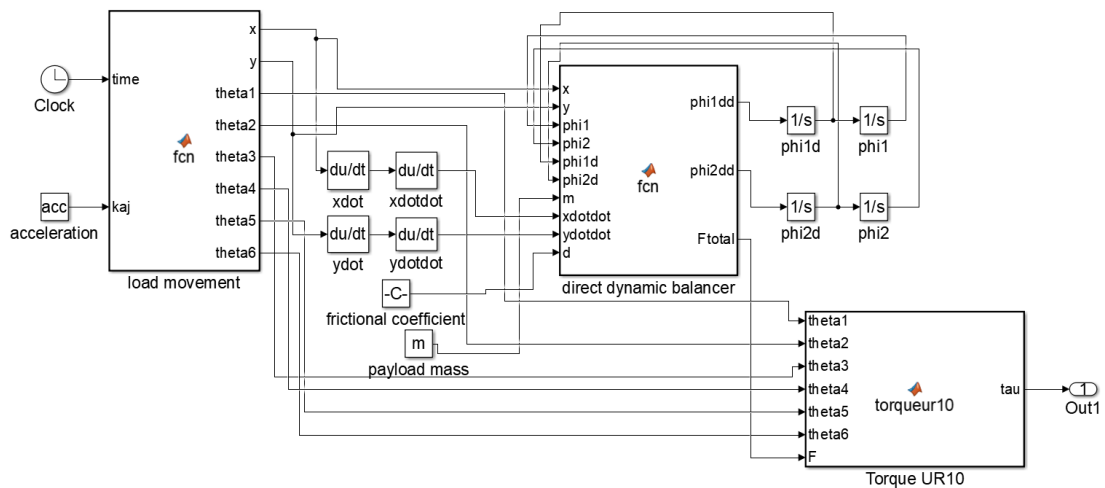 Clock
acc
acceleration
time
kaj
fcn
x
y
theta1
theta2
theta3
theta4
theta5
theta6
load movement
du/dt
xdot
du/dt
xdotdot
du/dt
ydot
du/dt
ydotdot
-C-
frictional coefficient
m
payload mass
x
y
phi1
phi2
phi1d
phi2d
m
xdotdot
ydotdot
d
fcn
phi1dd
phi2dd
Ftotal
direct dynamic balancer
1/s
phi1d
1/s
phi1
1/s
phi2d
1/s
phi2
theta1
theta2
theta3
theta4
theta5
theta6
F
torqueur10
tau
Torque UR10
1
Out1